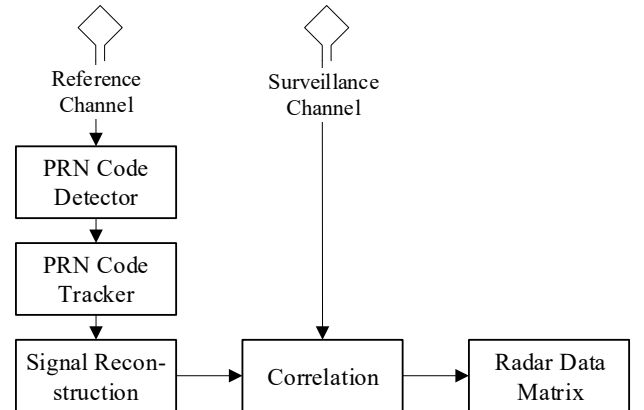 Reference
Channel
Surveillance
Channel
PRN Code
Detector
PRN Code
Tracker
Signal Recon-
struction
Correlation
Radar Data
Matrix